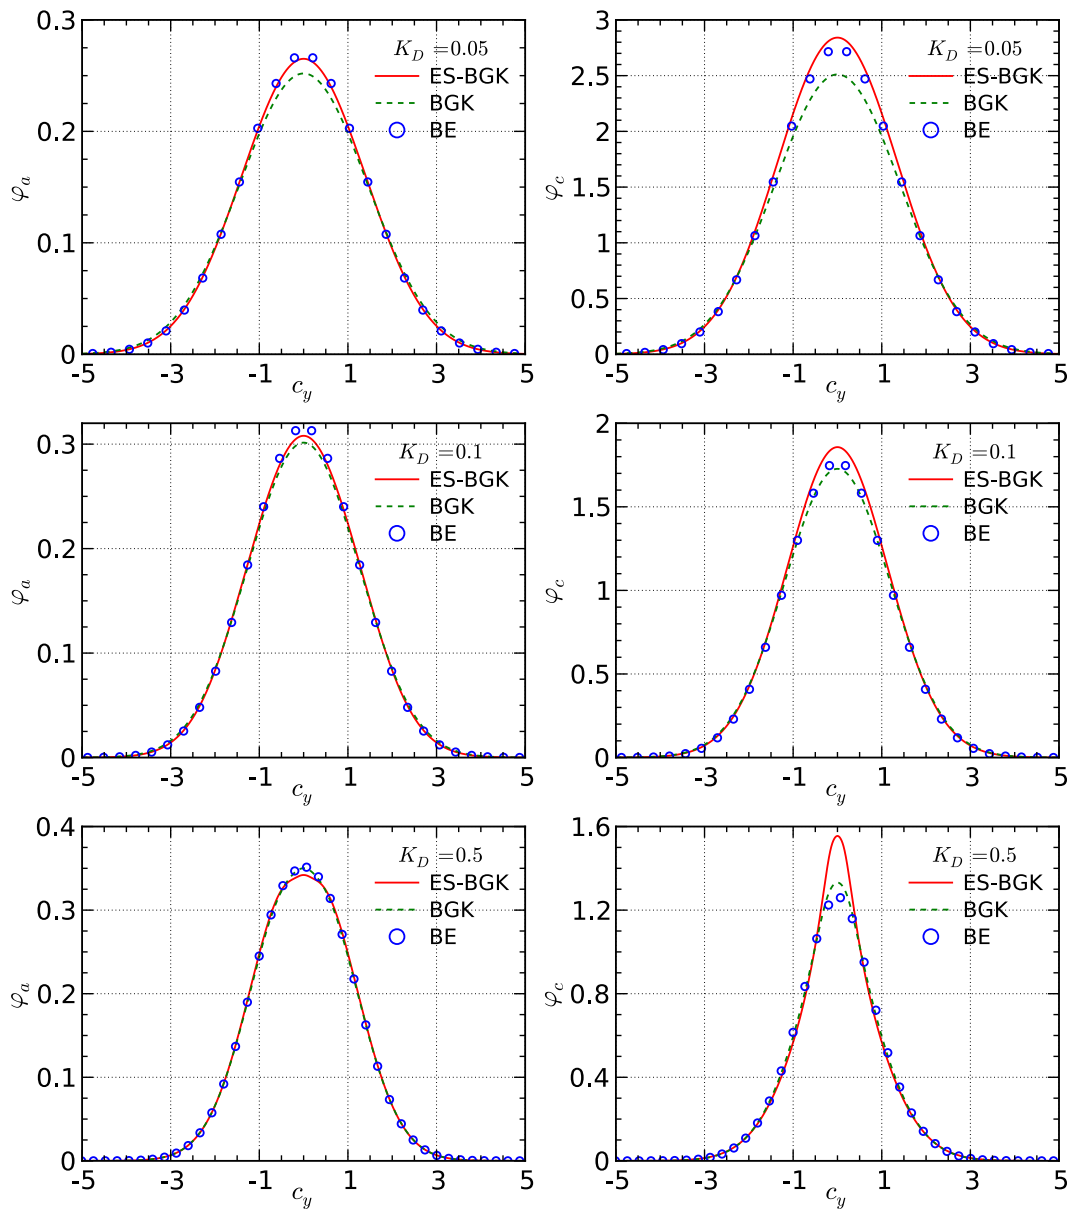 0.3
0.2
0.1
0
φ_a
K_D = 0.05
ES-BGK
BGK
BE
-5 -3 -1 1 3 5
c_y
3
2.5
2
1.5
1
0.5
0
φ_c
K_D = 0.05
ES-BGK
BGK
BE
-5 -3 -1 1 3 5
c_y
0.3
0.2
0.1
0
φ_a
K_D = 0.1
ES-BGK
BGK
BE
-5 -3 -1 1 3 5
c_y
2
1.5
1
0.5
0
φ_c
K_D = 0.1
ES-BGK
BGK
BE
-5 -3 -1 1 3 5
c_y
0.4
0.3
0.2
0.1
0
φ_a
K_D = 0.5
ES-BGK
BGK
BE
-5 -3 -1 1 3 5
c_y
1.6
1.2
0.8
0.4
0
φ_c
K_D = 0.5
ES-BGK
BGK
BE
-5 -3 -1 1 3 5
c_y